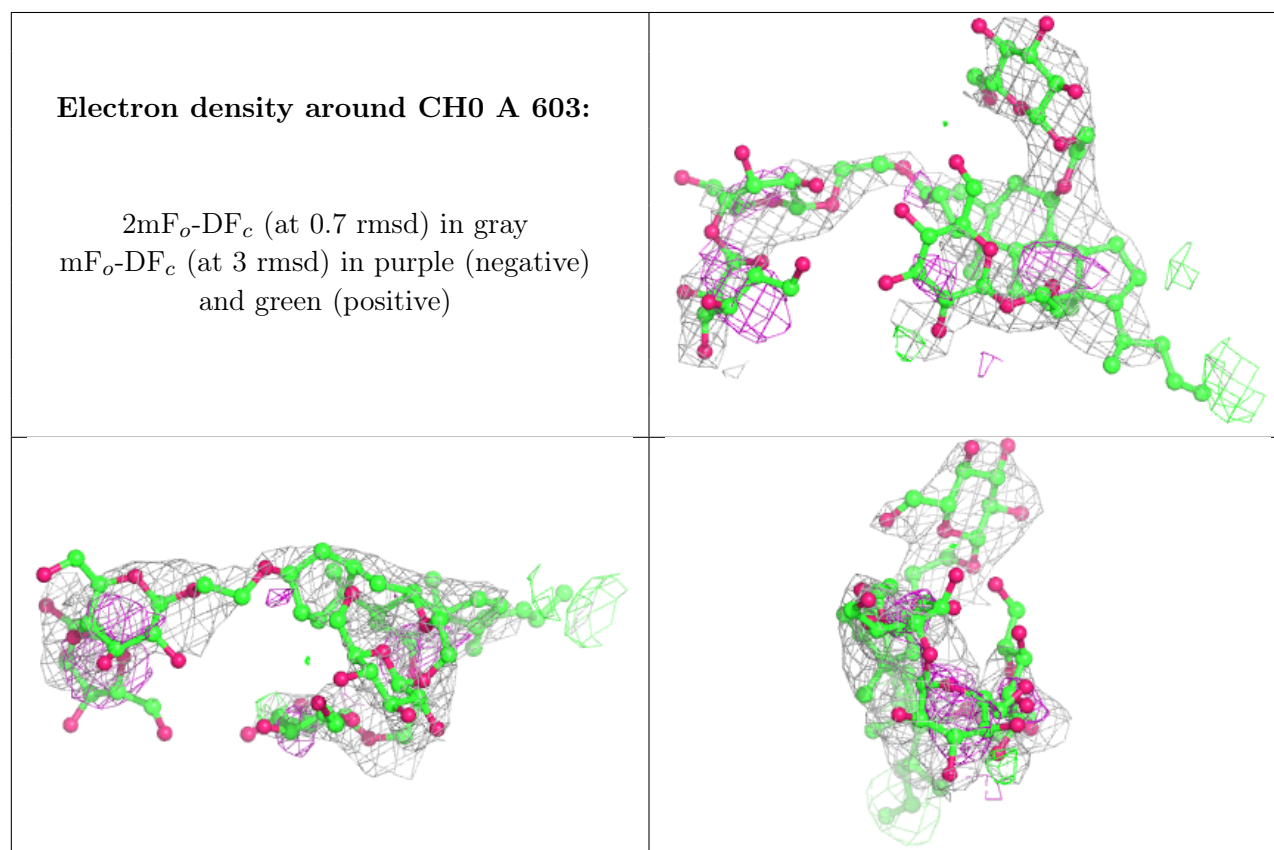 Electron density around CH0 A 603:
2mFo-DFc (at 0.7 rmsd) in gray
mFo-DFc (at 3 rmsd) in purple (negative)
and green (positive)